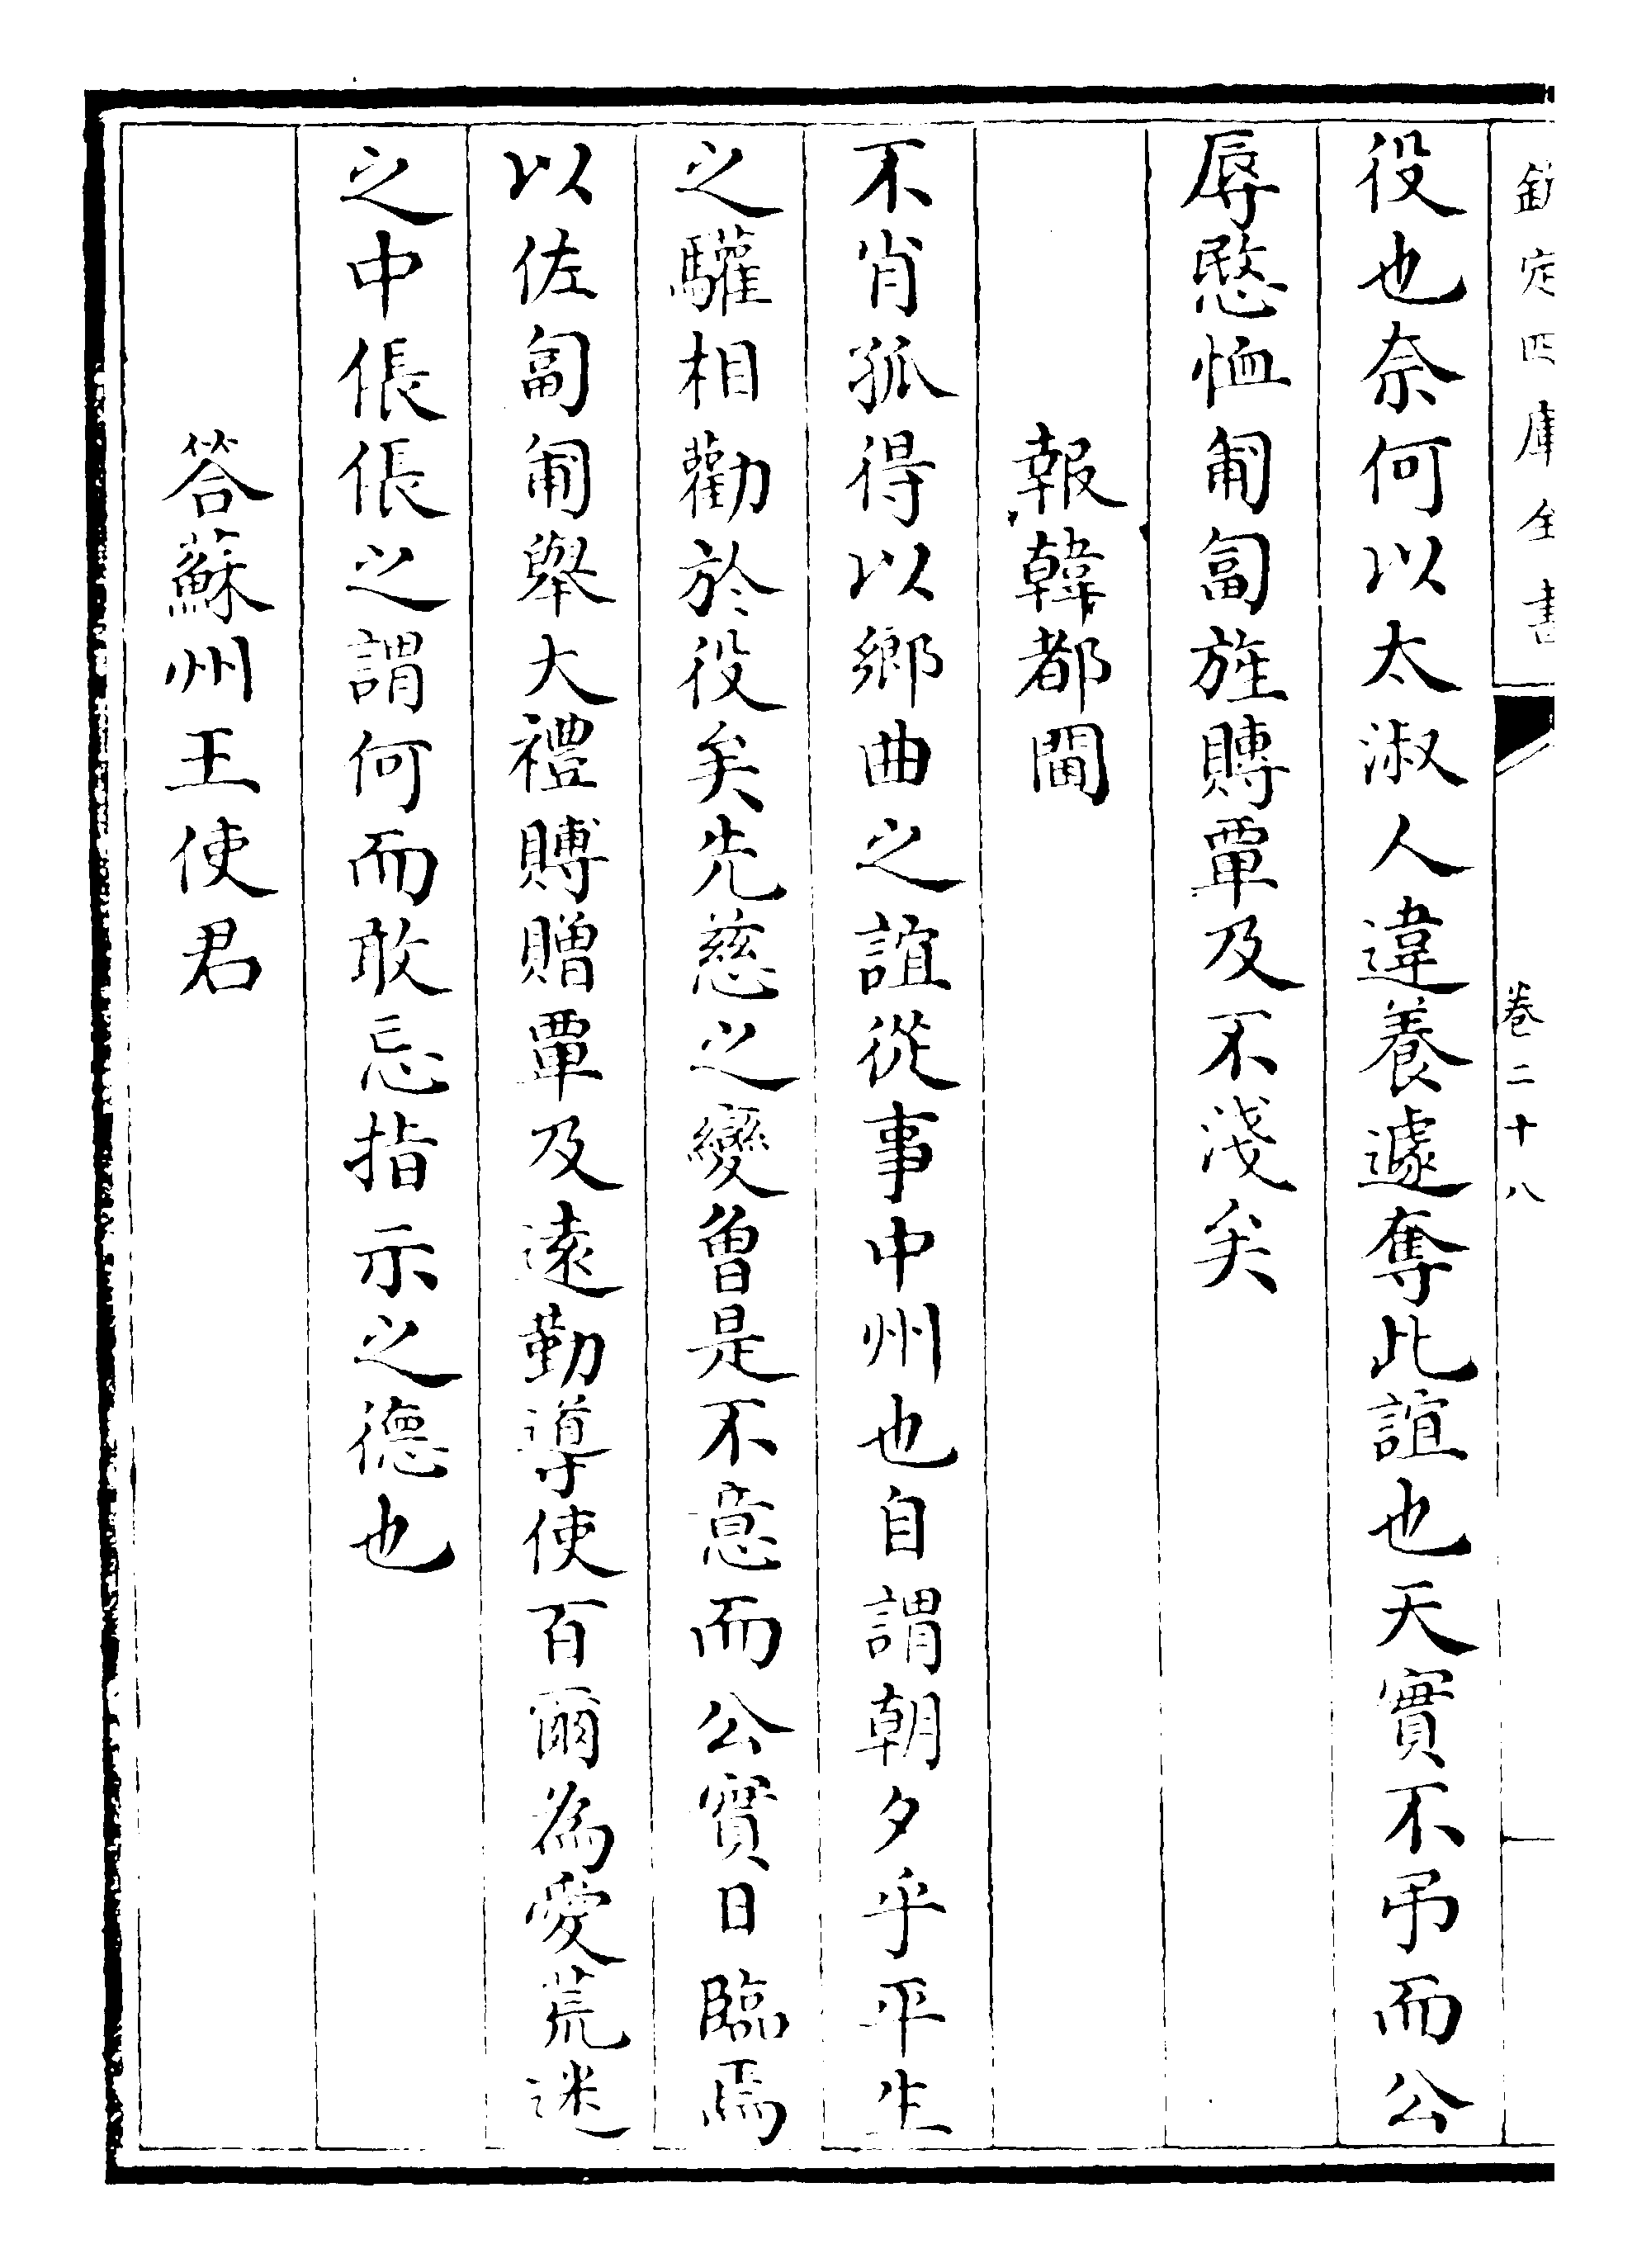 欽定四庫全書
卷二十八
役也奈何以太淑人違養遽奪此誼也天實不弔而公
辱愍恤匍匐旌賻覃及不淺矣
報韓都閫
不肖孤得以鄉曲之誼從事中州也自謂朝夕乎平生
之驩相勸於役矣先慈之變曾是不意而公實日臨焉
以佐匐匍舉大禮賻贈覃及遠勤導使百爾為愛荒迷
之中倀倀之謂何而敢忘指示之德也
答蘇州王使君